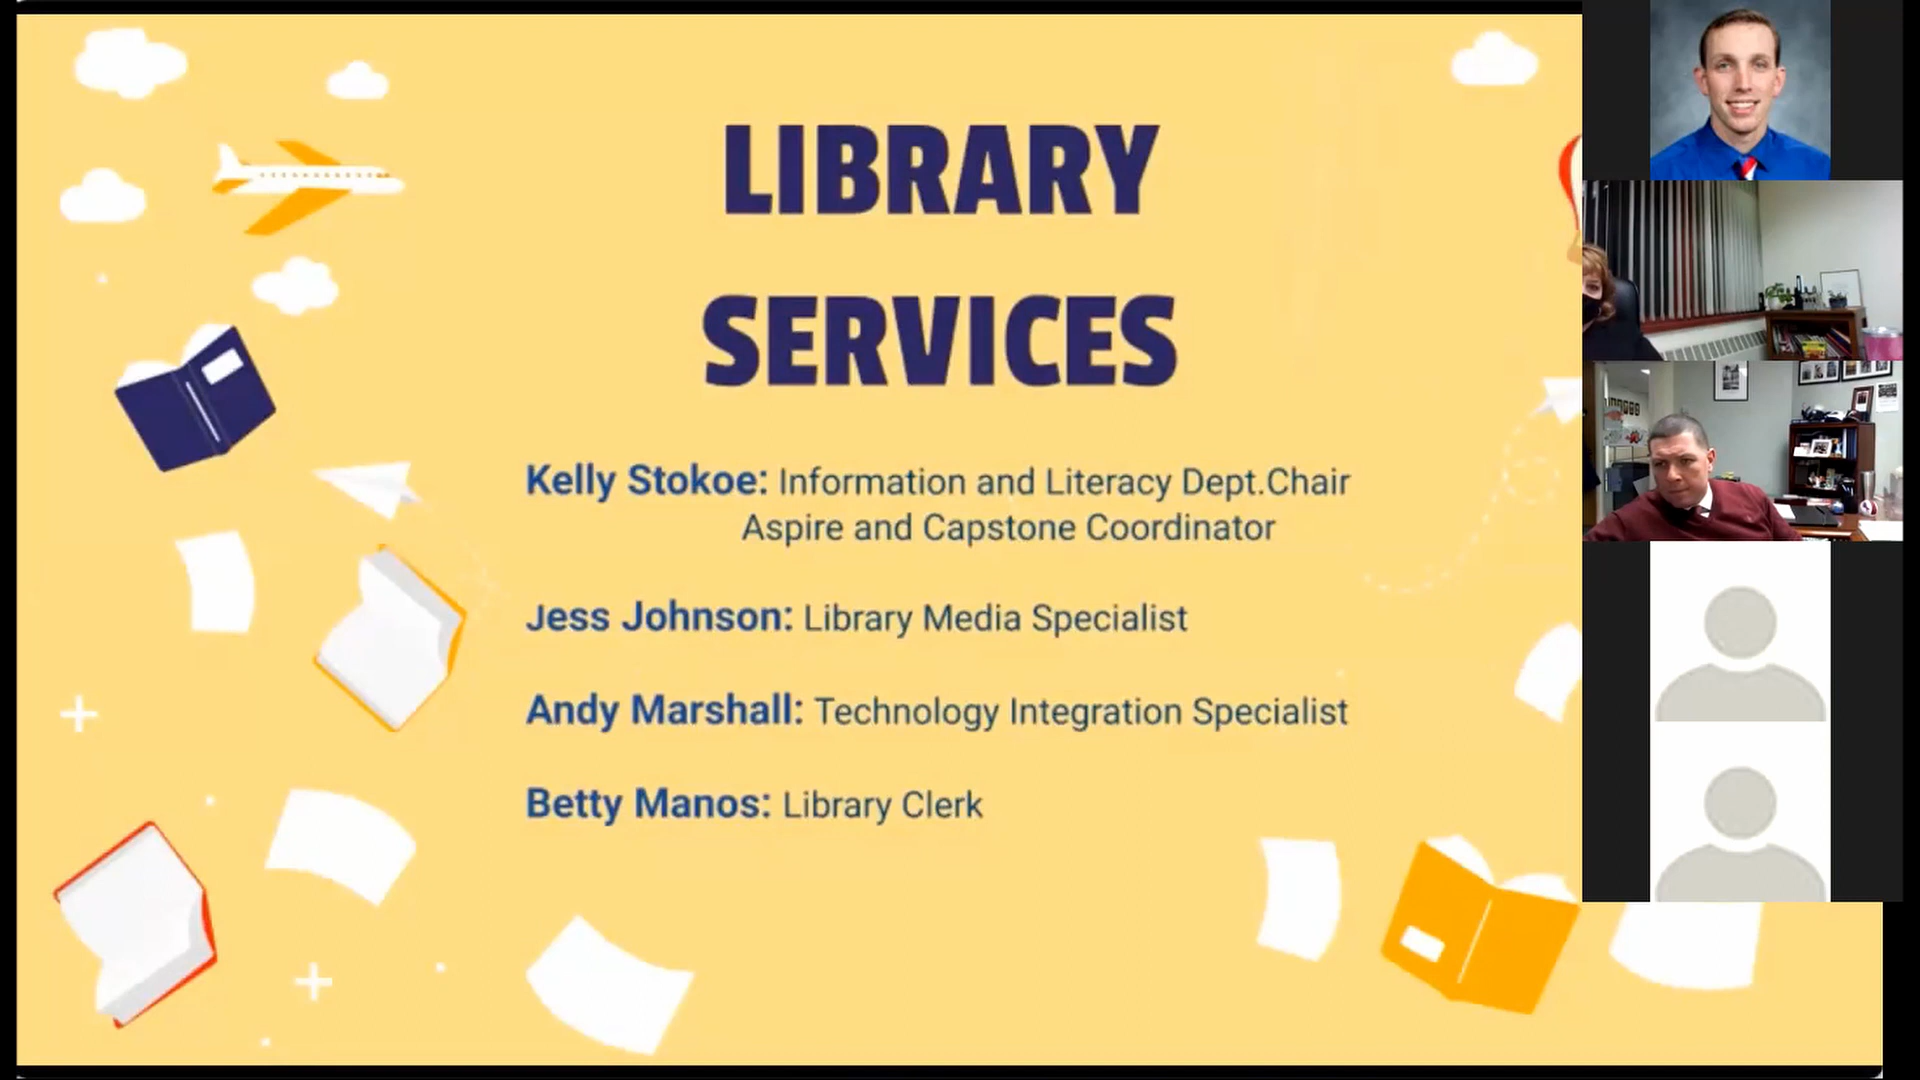 LIBRARY
SERVICES
Kelly Stokoe: Information and Literacy Dept.Chair
Aspire and Capstone Coordinator
Jess Johnson: Library Media Specialist
Andy Marshall: Technology Integration Specialist
Betty Manos: Library Clerk